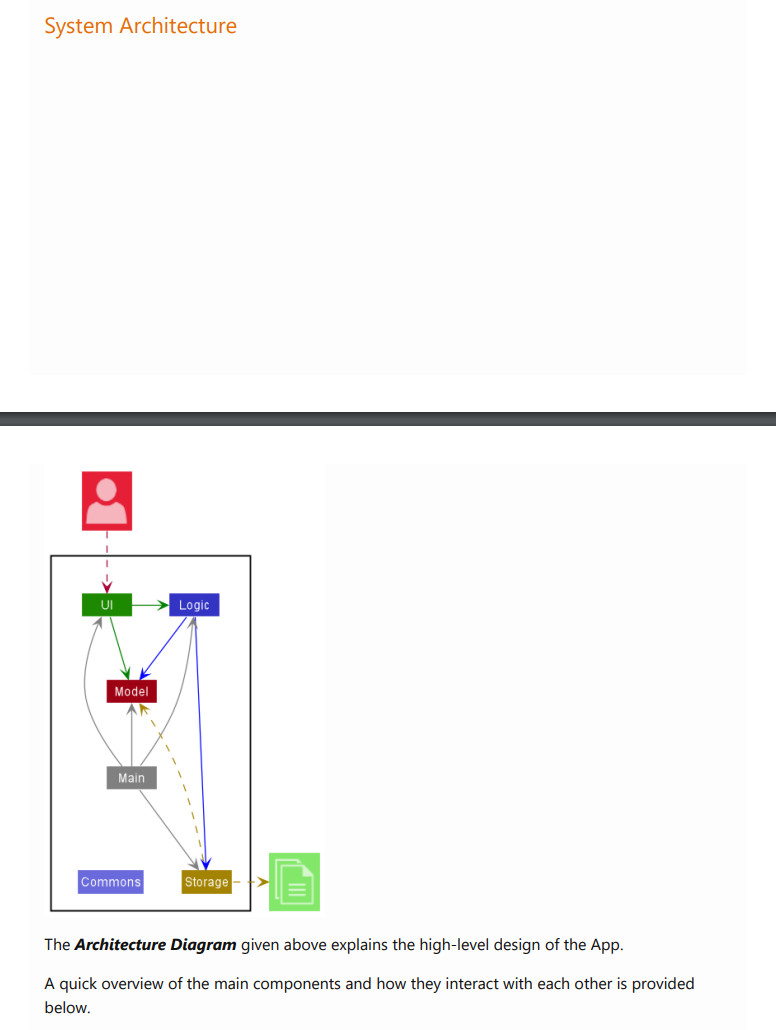 System Architecture
UI
Logic
Model
Main
Commons
Storage
The Architecture Diagram given above explains the high-level design of the App.
A quick overview of the main components and how they interact with each other is provided
below.